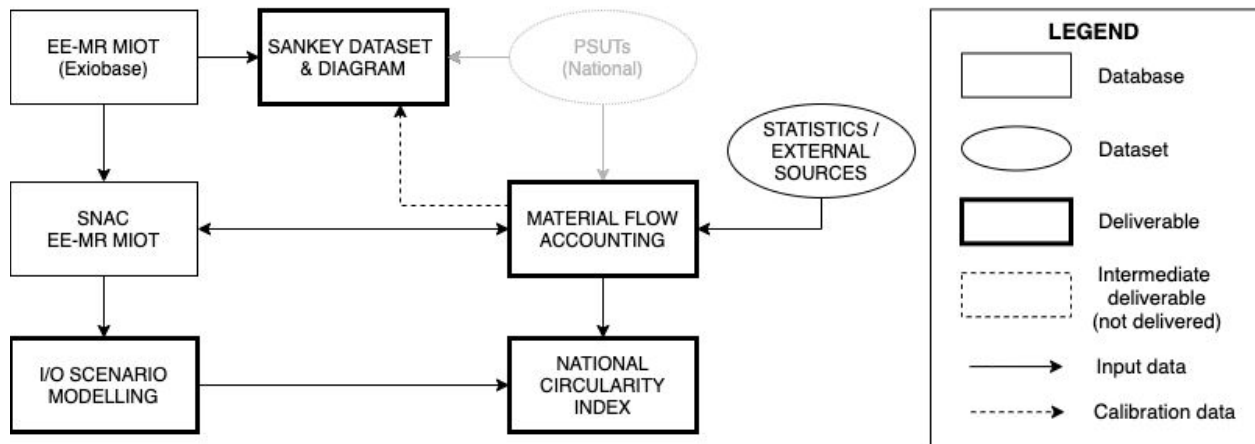 EE-MR MIOT
(Exiobase)
SANKEY DATASET
& DIAGRAM
PSUTs
(National)
STATISTICS /
EXTERNAL
SOURCES
SNAC
EE-MR MIOT
MATERIAL FLOW
ACCOUNTING
I/O SCENARIO
MODELLING
NATIONAL
CIRCULARITY
INDEX
LEGEND
Database
Dataset
Deliverable
Intermediate
deliverable
(not delivered)
Input data
Calibration data